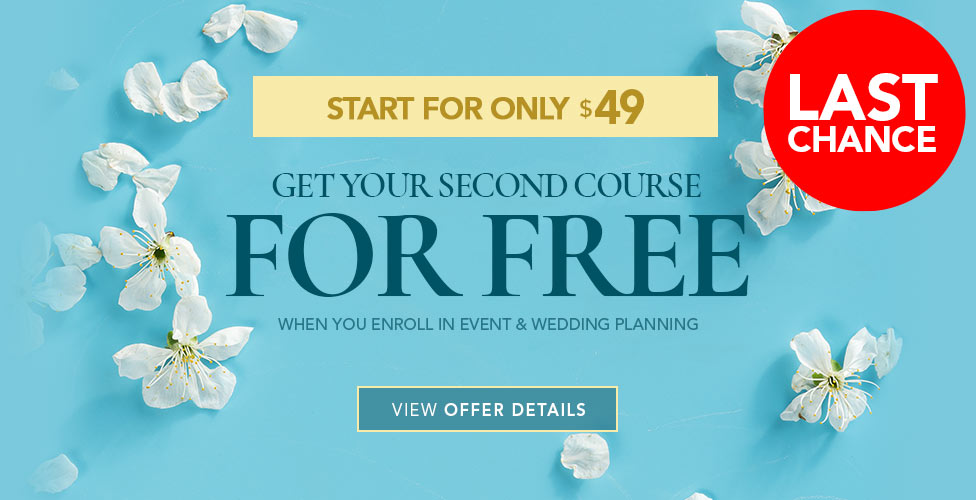 START FOR ONLY $49
LAST
CHANCE
GET YOUR SECOND COURSE
FOR FREE
WHEN YOU ENROLL IN EVENT & WEDDING PLANNING
VIEW OFFER DETAILS